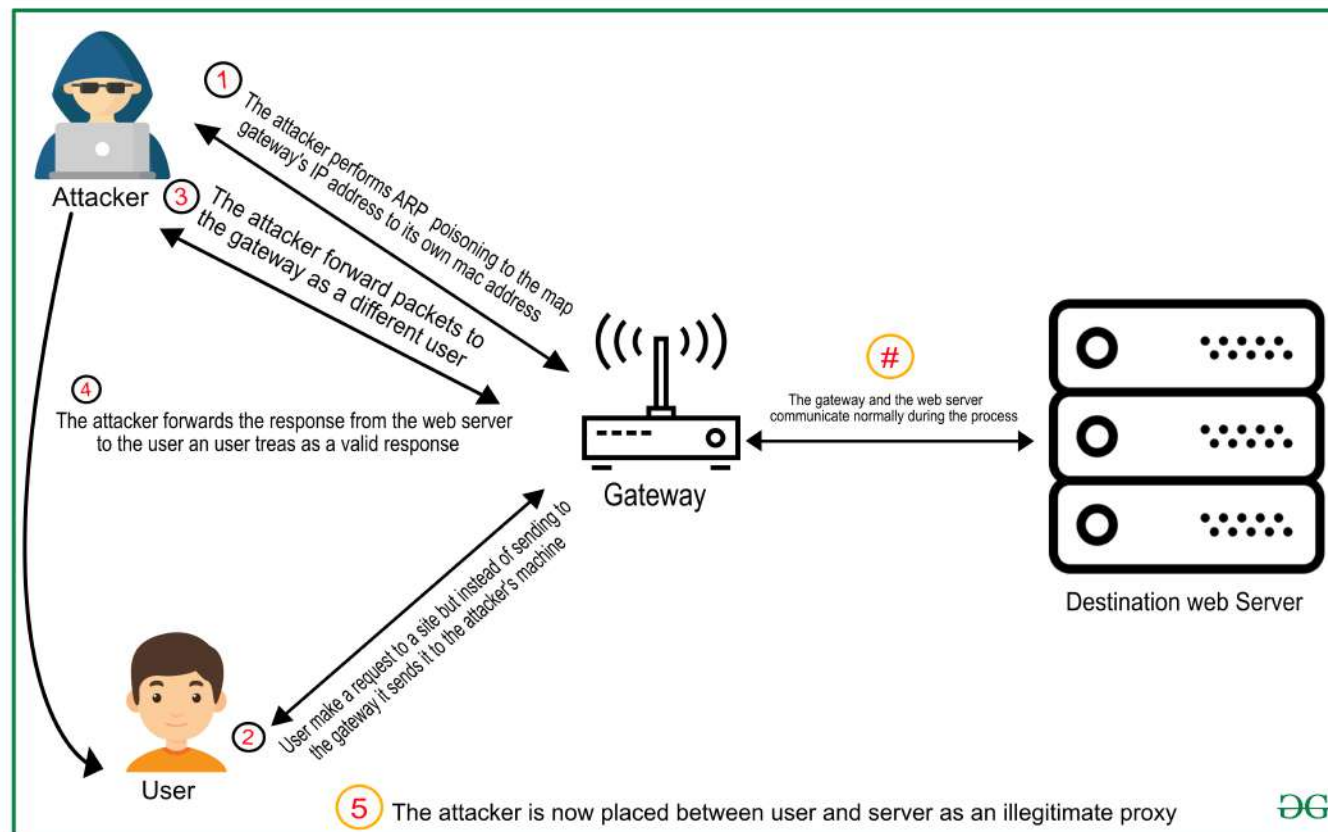 1
The attacker performs ARP poisoning to the map
gateway's IP address to its own mac address
Attacker
3
The attacker forward packets to
the gateway as a different user
4
The attacker forwards the response from the web server
to the user an user treas as a valid response
#
The gateway and the web server
communicate normally during the process
Gateway
Destination web Server
2
User make a request to a site but instead of sending to
the gateway it sends it to the attacker's machine
User
5
The attacker is now placed between user and server as an illegitimate proxy